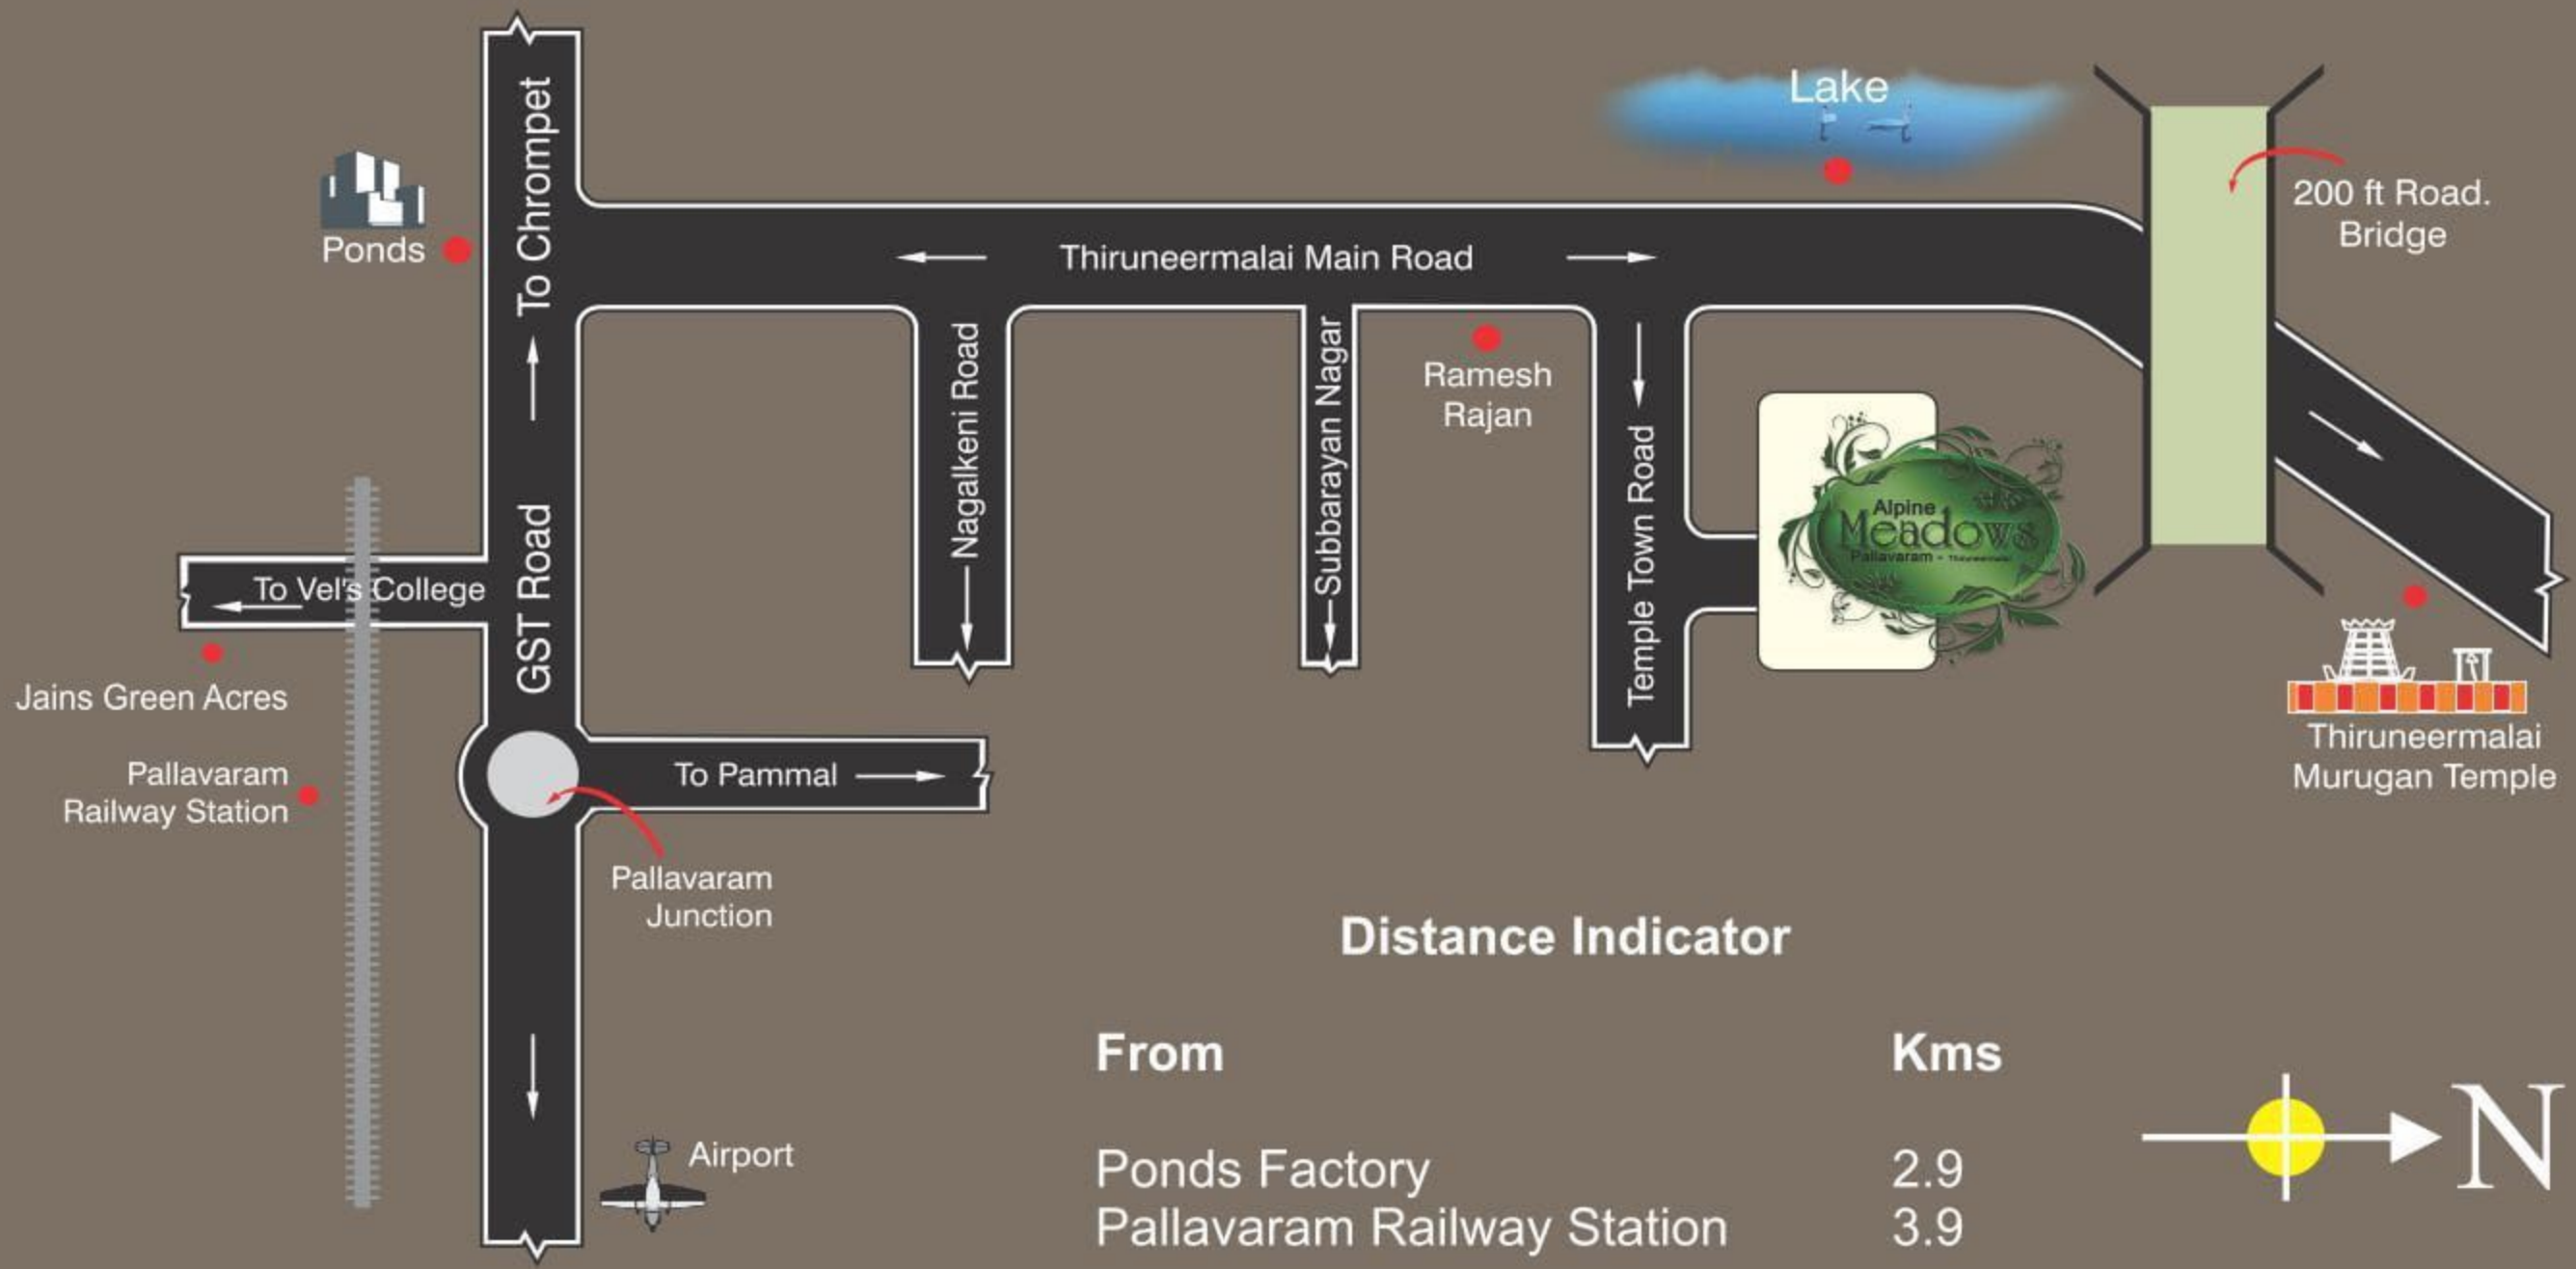 To Chrompet
GST Road
Ponds
Lake
200 ft Road.
Bridge
Thiruneermalai Main Road
Nagalkeni Road
Subbarayan Nagar
Ramesh
Rajan
Temple Town Road
Alpine
Meadows
Pallavaram - Thiruneermalai
To Vel's College
Jains Green Acres
Pallavaram
Railway Station
To Pammal
Pallavaram
Junction
Thiruneermalai
Murugan Temple
Airport
Distance Indicator
From Kms
Ponds Factory 2.9
Pallavaram Railway Station 3.9
N